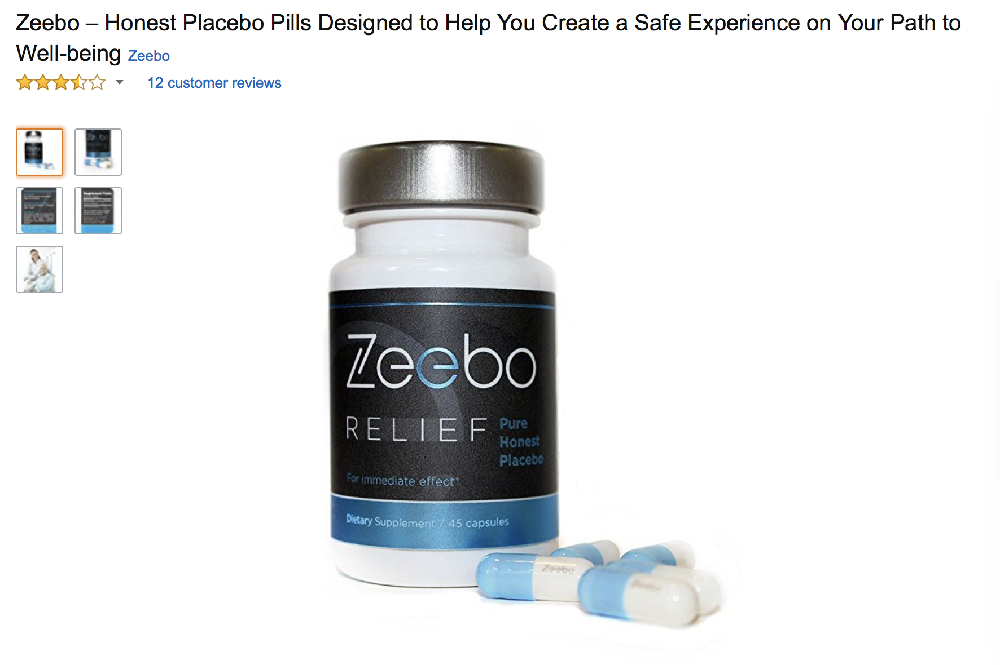 Zeebo – Honest Placebo Pills Designed to Help You Create a Safe Experience on Your Path to
Well-being Zeebo
12 customer reviews
Zeebo
RELIEF
Pure
Honest
Placebo
For immediate effect*
Dietary Supplement / 45 capsules
Zeebo